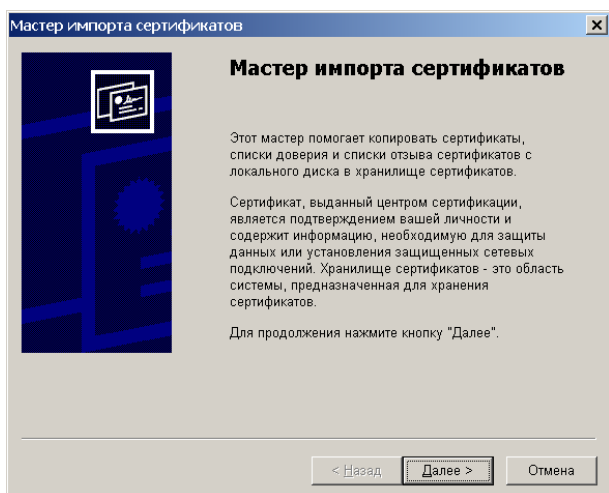 Мастер импорта сертификатов
Мастер импорта сертификатов
Этот мастер помогает копировать сертификаты,
списки доверия и списки отзыва сертификатов с
локального диска в хранилище сертификатов.
Сертификат, выданный центром сертификации,
является подтверждением вашей личности и
содержит информацию, необходимую для защиты
данных или установления защищенных сетевых
подключений. Хранилище сертификатов - это область
системы, предназначенная для хранения
сертификатов.
Для продолжения нажмите кнопку "Далее".
< Назад Далее > Отмена